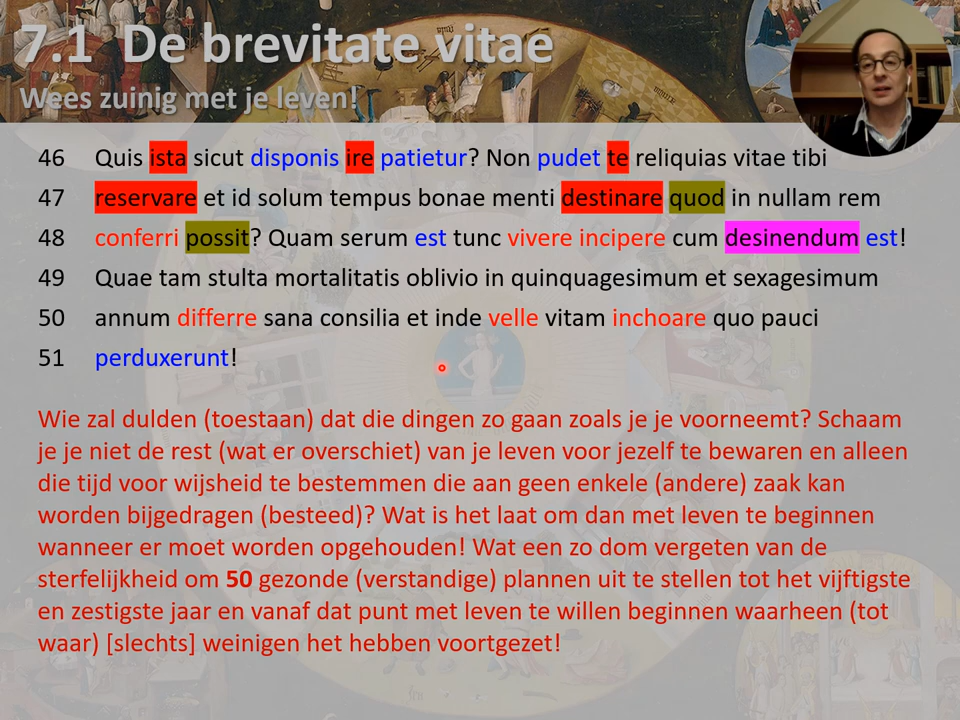 7.1 De brevitate vitae
Wees zuinig met je leven!
46 Quis ista sicut disponis ire patietur? Non pudet te reliquias vitae tibi
47 reservare et id solum tempus bonae menti destinare quod in nullam rem
48 conferri possit? Quam serum est tunc vivere incipere cum desinendum est!
49 Quae tam stulta mortalitatis oblivio in quinquagesimum et sexagesimum
50 annum differre sana consilia et inde velle vitam inchoare quo pauci
51 perduxerunt!
Wie zal dulden (toestaan) dat die dingen zo gaan zoals je je voorneemt? Schaam
je je niet de rest (wat er overschiet) van je leven voor jezelf te bewaren en alleen
die tijd voor wijsheid te bestemmen die aan geen enkele (andere) zaak kan
worden bijgedragen (besteed)? Wat is het laat om dan met leven te beginnen
wanneer er moet worden opgehouden! Wat een zo dom vergeten van de
sterfelijkheid om 50 gezonde (verstandige) plannen uit te stellen tot het vijftigste
en zestigste jaar en vanaf dat punt met leven te willen beginnen waarheen (tot
waar) [slechts] weinigen het hebben voortgezet!